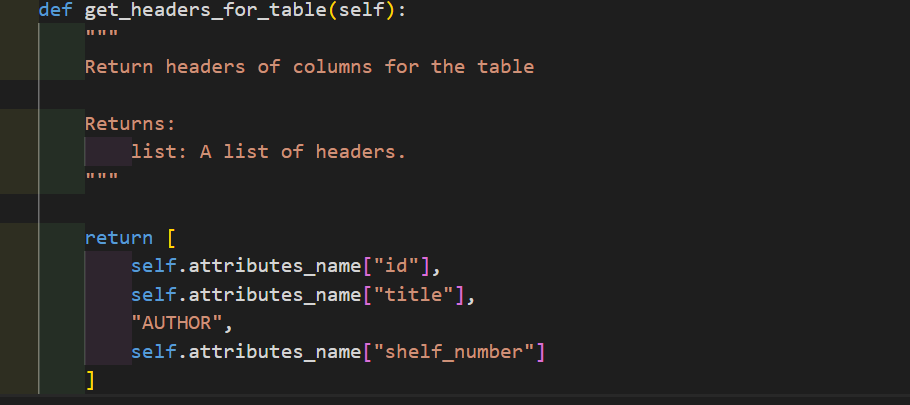 def get_headers_for_table(self):
"""
Return headers of columns for the table
Returns:
list: A list of headers.
"""
return [
self.attributes_name["id"],
self.attributes_name["title"],
"AUTHOR",
self.attributes_name["shelf_number"]
]